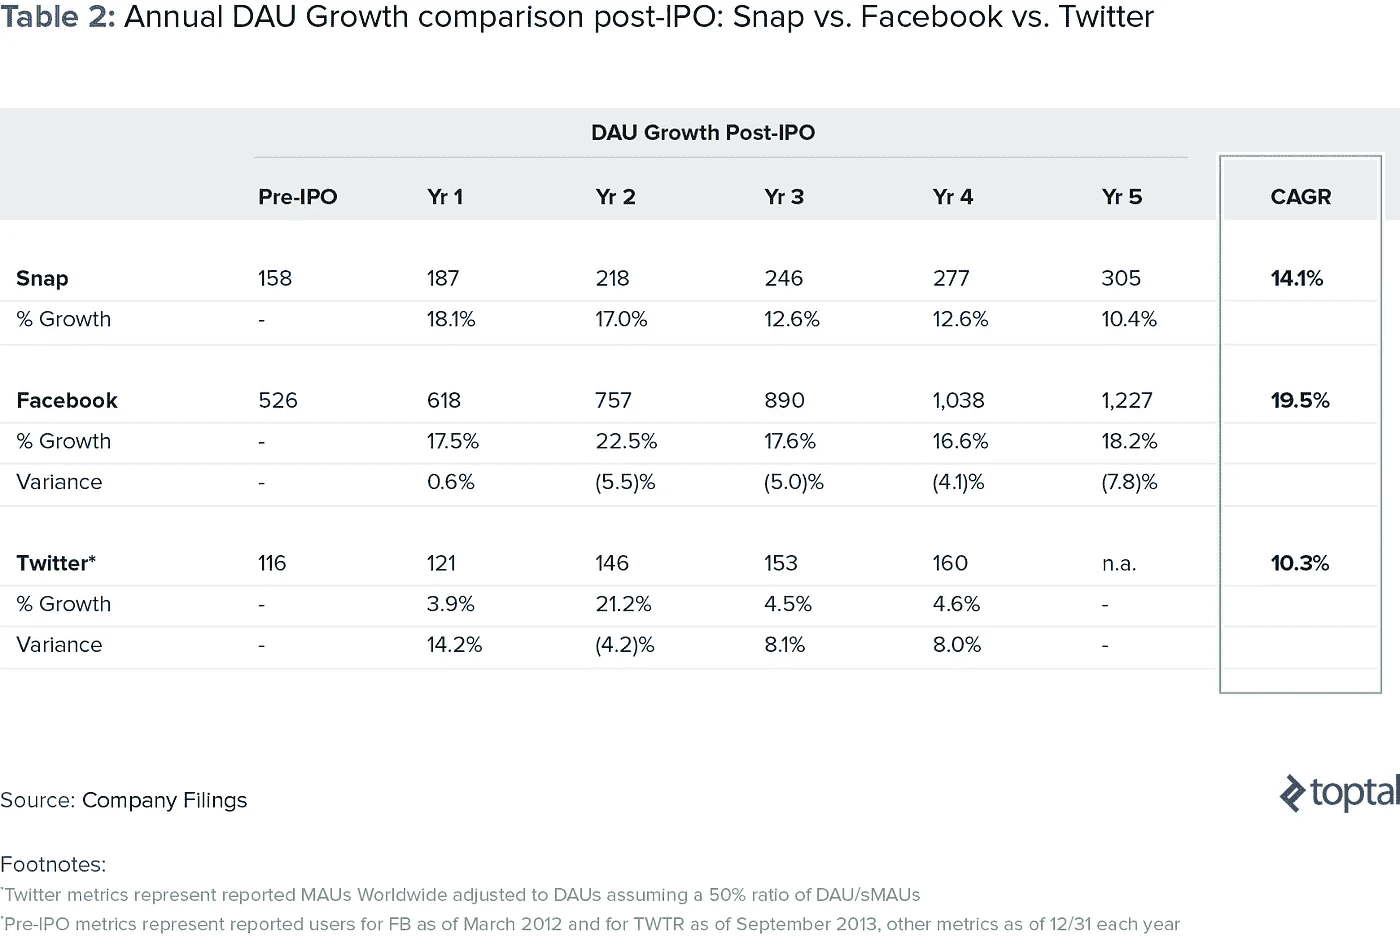 Table 2: Annual DAU Growth comparison post-IPO: Snap vs. Facebook vs. Twitter
DAU Growth Post-IPO
Pre-IPO Yr 1 Yr 2 Yr 3 Yr 4 Yr 5 CAGR
Snap 158 187 218 246 277 305 14.1%
% Growth - 18.1% 17.0% 12.6% 12.6% 10.4%
Facebook 526 618 757 890 1,038 1,227 19.5%
% Growth - 17.5% 22.5% 17.6% 16.6% 18.2%
Variance - 0.6% (5.5)% (5.0)% (4.1)% (7.8)%
Twitter* 116 121 146 153 160 n.a. 10.3%
% Growth - 3.9% 21.2% 4.5% 4.6% -
Variance - 14.2% (4.2)% 8.1% 8.0% -
Source: Company Filings
toptal
Footnotes:
*Twitter metrics represent reported MAUs Worldwide adjusted to DAUs assuming a 50% ratio of DAU/sMAUs
*Pre-IPO metrics represent reported users for FB as of March 2012 and for TWTR as of September 2013, other metrics as of 12/31 each year